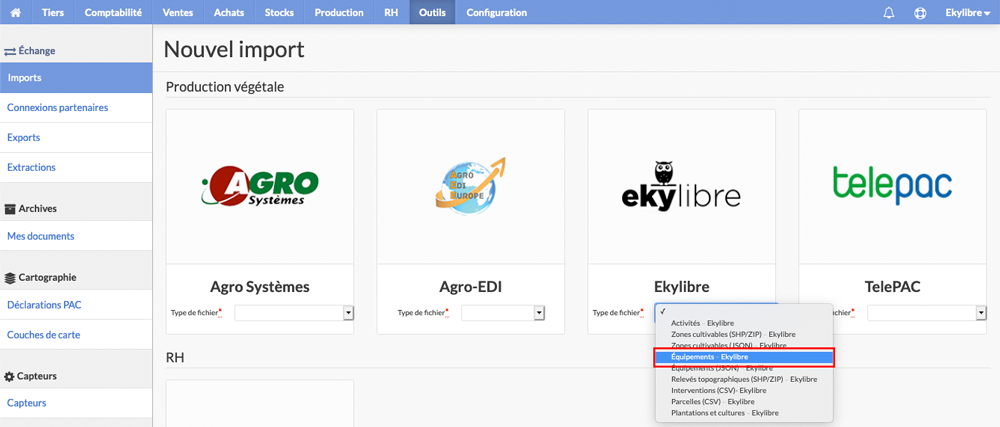 Tiers Comptabilité Ventes Achats Stocks Production RH Outils Configuration Ekylibre
Échange
Imports
Connexions partenaires
Exports
Extractions
Archives
Mes documents
Cartographie
Déclarations PAC
Couches de carte
Capteurs
Capteurs
Nouvel import
Production végétale
AGRO
Systèmes
AGRO
EDI
EUROPE
ekylibre
telepac
Agro Systèmes
Agro-EDI
Ekylibre
TelePAC
Type de fichier*
Type de fichier*
Type de fichier*
de fichier*
✓
Activités - Ekylibre
Zones cultivables (SHP/ZIP) - Ekylibre
Zones cultivables (JSON) - Ekylibre
Équipements - Ekylibre
Équipements (JSON) - Ekylibre
Relevés topographiques (SHP/ZIP) - Ekylibre
Interventions (CSV)- Ekylibre
Parcelles (CSV) - Ekylibre
Plantations et cultures - Ekylibre
RH